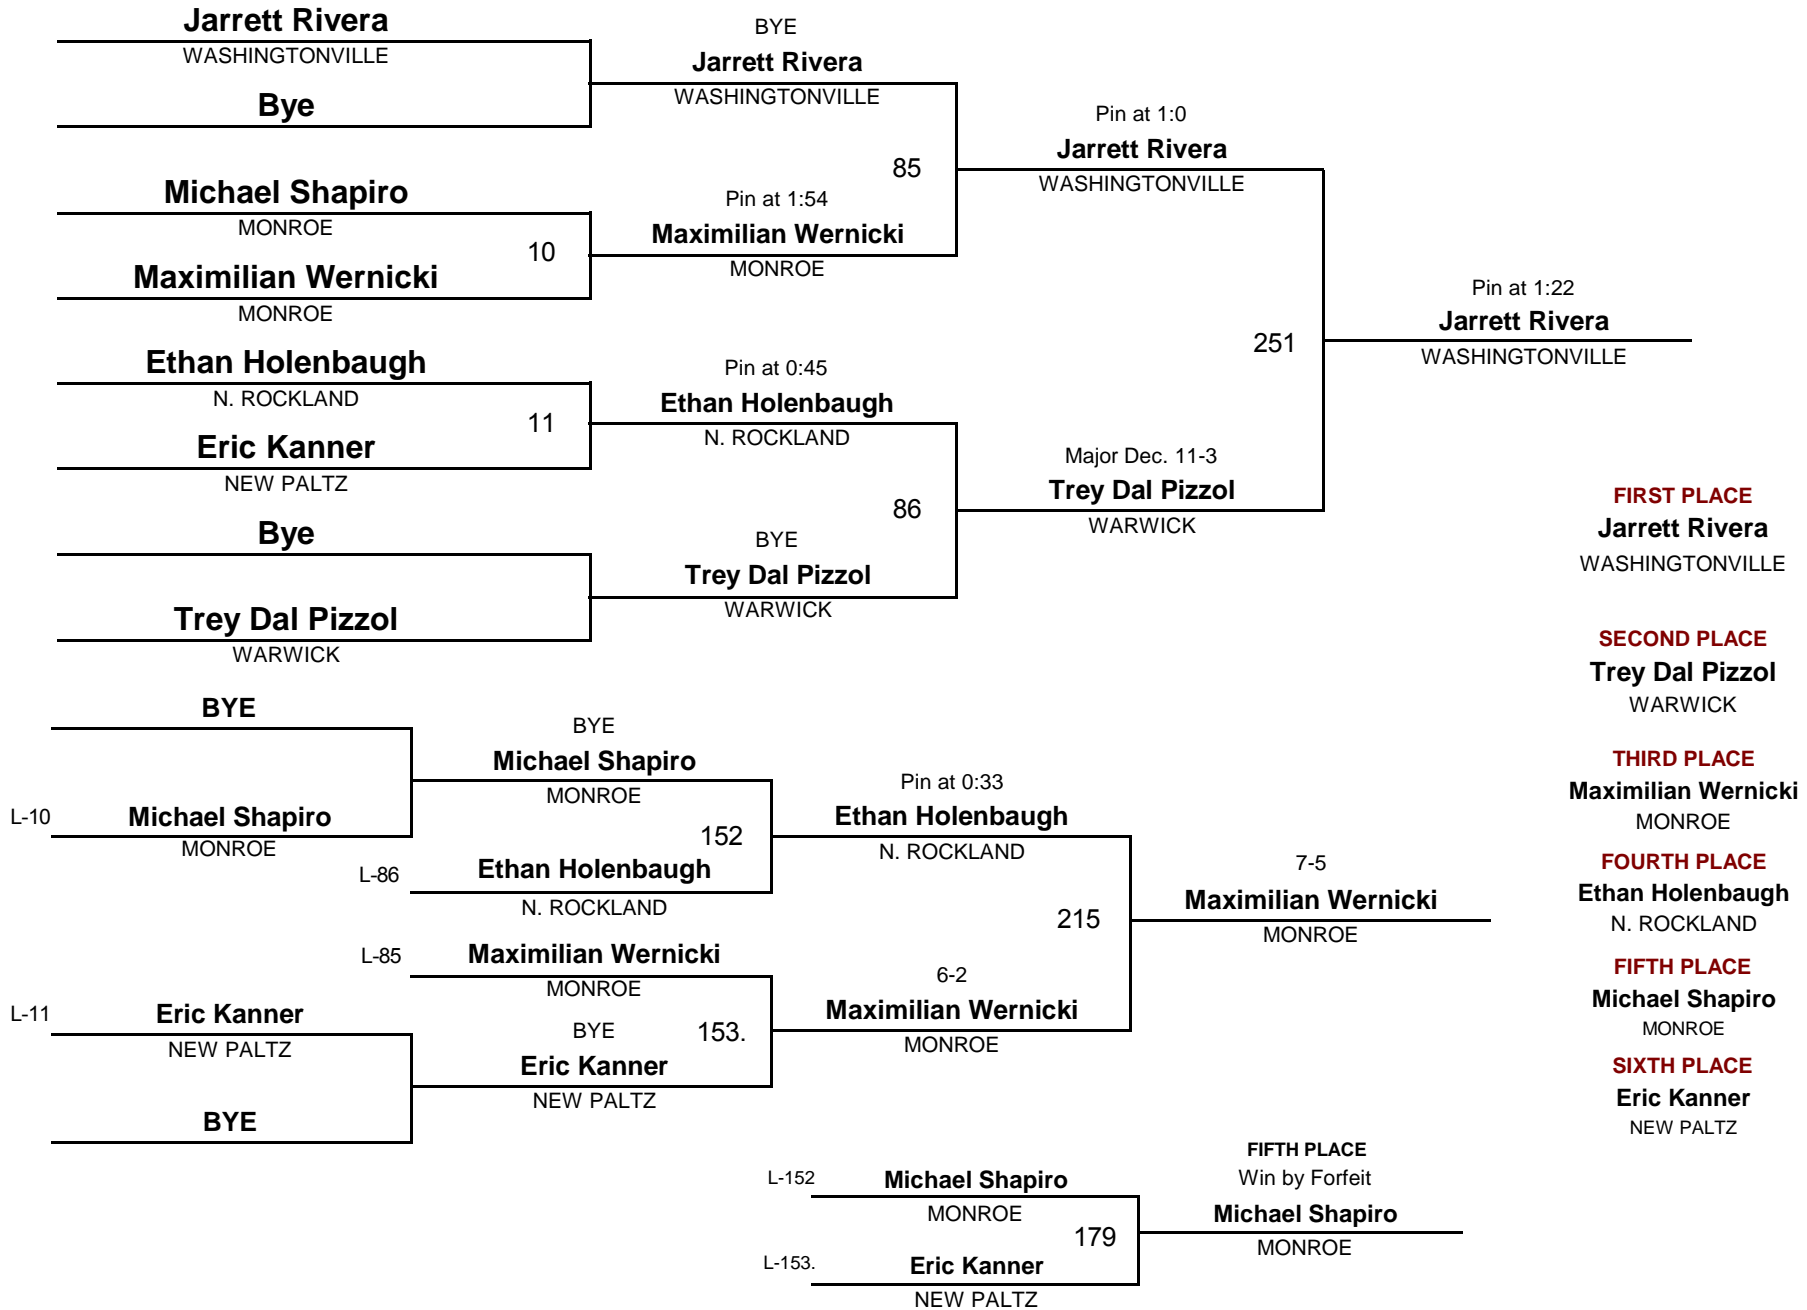 Jarrett Rivera
WASHINGTONVILLE
Bye
Michael Shapiro
MONROE
10
Maximilian Wernicki
MONROE
Ethan Holenbaugh
N. ROCKLAND
11
Eric Kanner
NEW PALTZ
Bye
Trey Dal Pizzol
WARWICK
BYE
Jarrett Rivera
WASHINGTONVILLE
85
Pin at 1:54
Maximilian Wernicki
MONROE
Pin at 0:45
Ethan Holenbaugh
N. ROCKLAND
86
BYE
Trey Dal Pizzol
WARWICK
Pin at 1:0
Jarrett Rivera
WASHINGTONVILLE
251
Major Dec. 11-3
Trey Dal Pizzol
WARWICK
Pin at 1:22
Jarrett Rivera
WASHINGTONVILLE
BYE
L-10
Michael Shapiro
MONROE
L-11
Eric Kanner
NEW PALTZ
BYE
BYE
Michael Shapiro
MONROE
152
L-86
Ethan Holenbaugh
N. ROCKLAND
L-85
Maximilian Wernicki
MONROE
153.
BYE
Eric Kanner
NEW PALTZ
Pin at 0:33
Ethan Holenbaugh
N. ROCKLAND
215
6-2
Maximilian Wernicki
MONROE
7-5
Maximilian Wernicki
MONROE
L-152
Michael Shapiro
MONROE
179
L-153.
Eric Kanner
NEW PALTZ
FIFTH PLACE
Win by Forfeit
Michael Shapiro
MONROE
FIRST PLACE
Jarrett Rivera
WASHINGTONVILLE
SECOND PLACE
Trey Dal Pizzol
WARWICK
THIRD PLACE
Maximilian Wernicki
MONROE
FOURTH PLACE
Ethan Holenbaugh
N. ROCKLAND
FIFTH PLACE
Michael Shapiro
MONROE
SIXTH PLACE
Eric Kanner
NEW PALTZ